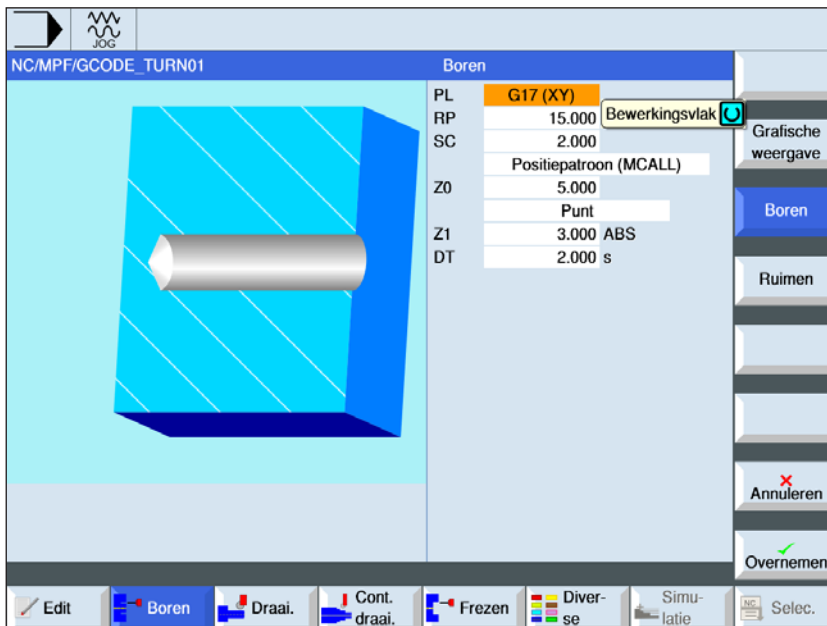 JOG
NC/MPF/GCODE_TURN01
Boren
PL G17 (XY)
Bewerkingsvlak
RP 15.000
SC 2.000
Positiepatroon (MCALL)
Z0 5.000
Punt
Z1 3.000 ABS
DT 2.000 s
Grafische
weergave
Boren
Ruimen
Annuleren
Overnemen
Edit
Boren
Draai.
Cont.
draai.
Frezen
Diver-
se
Simu-
latie
NC
Selec.